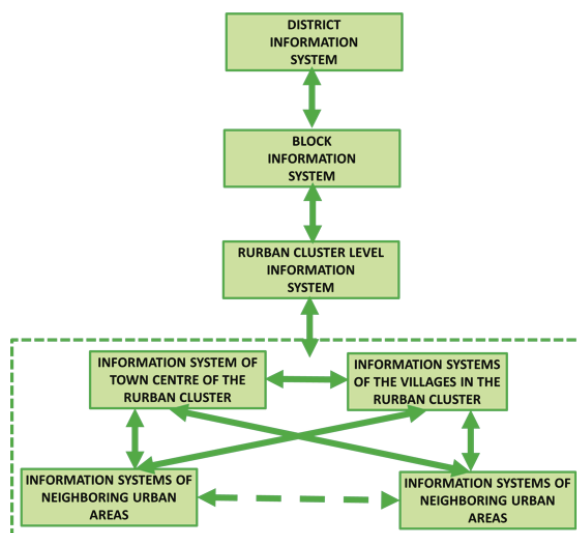 DISTRICT
INFORMATION
SYSTEM
BLOCK
INFORMATION
SYSTEM
RURBAN CLUSTER LEVEL
INFORMATION
SYSTEM
INFORMATION SYSTEM OF
TOWN CENTRE OF THE
RURBAN CLUSTER
INFORMATION SYSTEMS
OF THE VILLAGES IN THE
RURBAN CLUSTER
INFORMATION SYSTEMS OF
NEIGHBORING URBAN
AREAS
INFORMATION SYSTEMS OF
NEIGHBORING URBAN
AREAS